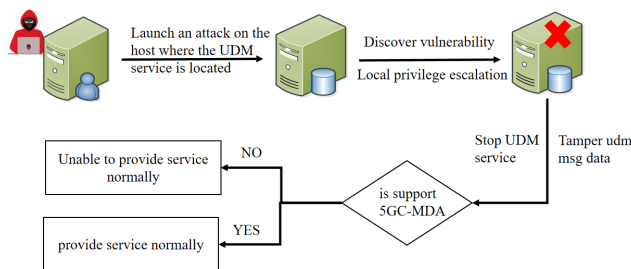 Launch an attack on the
host where the UDM
service is located
Discover vulnerability
Local privilege escalation
Stop UDM
service
Tamper udm
msg data
is support
5GC-MDA
NO
Unable to provide service
normally
YES
provide service normally